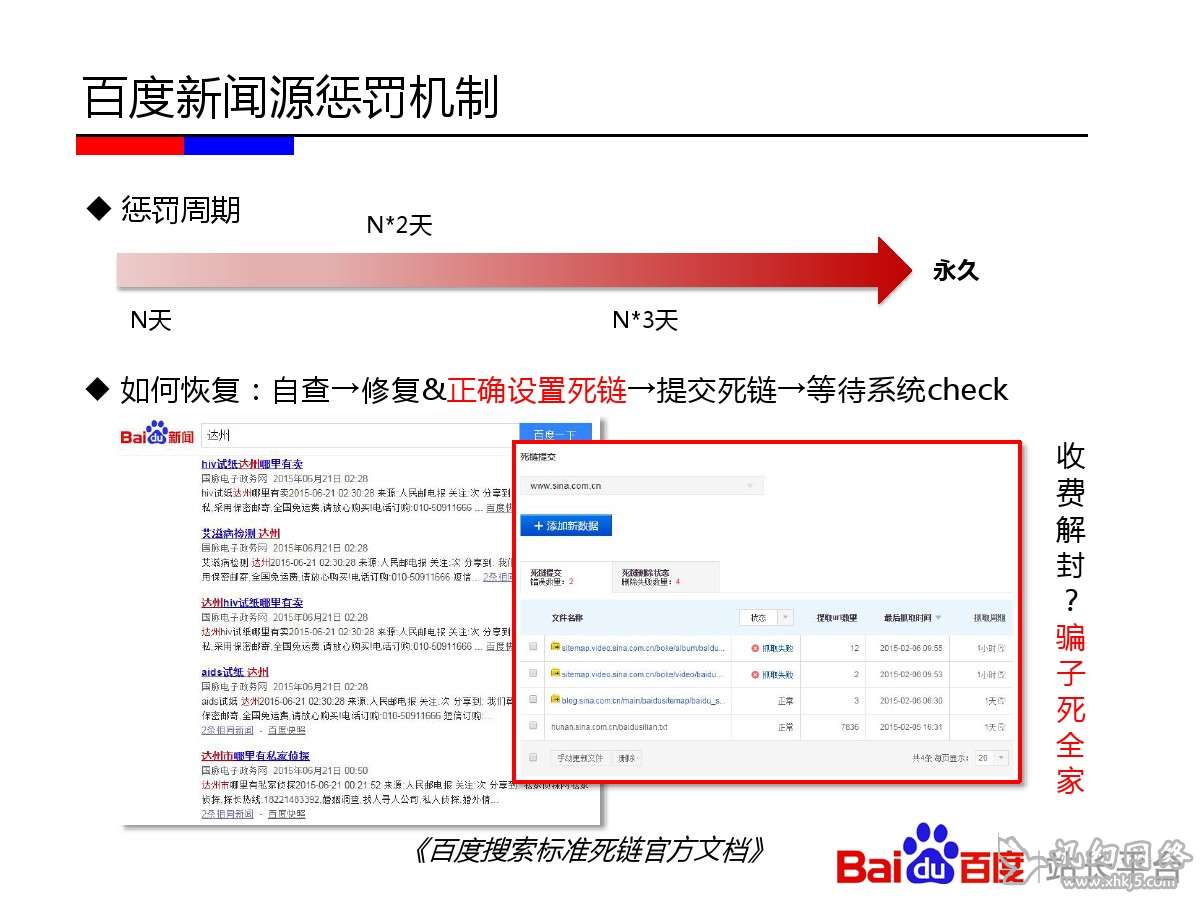 百度新闻源惩罚机制
惩罚周期
N*2天
永久
N天
N*3天
如何恢复：自查→修复&正确设置死链→提交死链→等待系统check
Bai du 新闻
达州
百度一下
hiv试纸达州哪里有卖
国脉电子政务网 2015年06月21日 02:28
hiv试纸达州哪里有卖2015-06-21 02:30:28 来源:人民邮电报 关注:次 分享到
私,采用保密邮寄,全国免运费,请放心购买!电话订购:010-50911666 ... 百度快
艾滋病检测 达州
国脉电子政务网 2015年06月21日 02:28
艾滋病检测 达州2015-06-21 02:30:28 来源:人民邮电报 关注:次 分享到: 我们
用保密邮寄,全国免运费,请放心购买!电话订购:010-50911666 短信... 2条相同
达州hiv试纸哪里有卖
国脉电子政务网 2015年06月21日 02:28
达州hiv试纸哪里有卖2015-06-21 02:30:28 来源:人民邮电报 关注:次 分享到
私,采用保密邮寄,全国免运费,请放心购买!电话订购:010-50911666 ... 百度快
aids试纸 达州
国脉电子政务网 2015年06月21日 02:28
aids试纸 达州2015-06-21 02:30:28 来源:人民邮电报 关注:次 分享到: 我们
保密邮寄,全国免运费,请放心购买!电话订购:010-50911666 短信订购:...
2条相同新闻 - 百度快照
达州市哪里有私家侦探
国脉电子政务网 2015年06月21日 00:50
达州市哪里有私家侦探2015-06-21 00:21:52 来源:人民邮电报 关注:次 分享到:
侦探,探长热线:18221483392,婚姻调查,找人寻人公司,私人侦探,婚外情...
2条相同新闻 - 百度快照
死链提交
www.sina.com.cn
+ 添加新数据
死链提交 死链删除状态
错误数量：2 删除失败数量：4
文件名称 状态 提取url数量 最后抓取时间 抓取周期
sitemap.video.sina.com.cn/boke/album/baidu... 抓取失败 12 2015-02-06 09:55 1小时
sitemap.video.sina.com.cn/boke/video/baidu... 抓取失败 2 2015-02-06 09:53 1小时
blog.sina.com.cn/main/baidusitemap/baidu_s... 正常 3 2015-02-06 06:30 1天
hunan.sina.com.cn/baidusilian.txt 正常 7836 2015-02-05 16:31 1天
手动更新文件 删除 共4条 每页显示： 20
收费解封？骗子死全家
《百度搜索标准死链官方文档》
Bai du 百度 站长平台
www.xhkj5.com